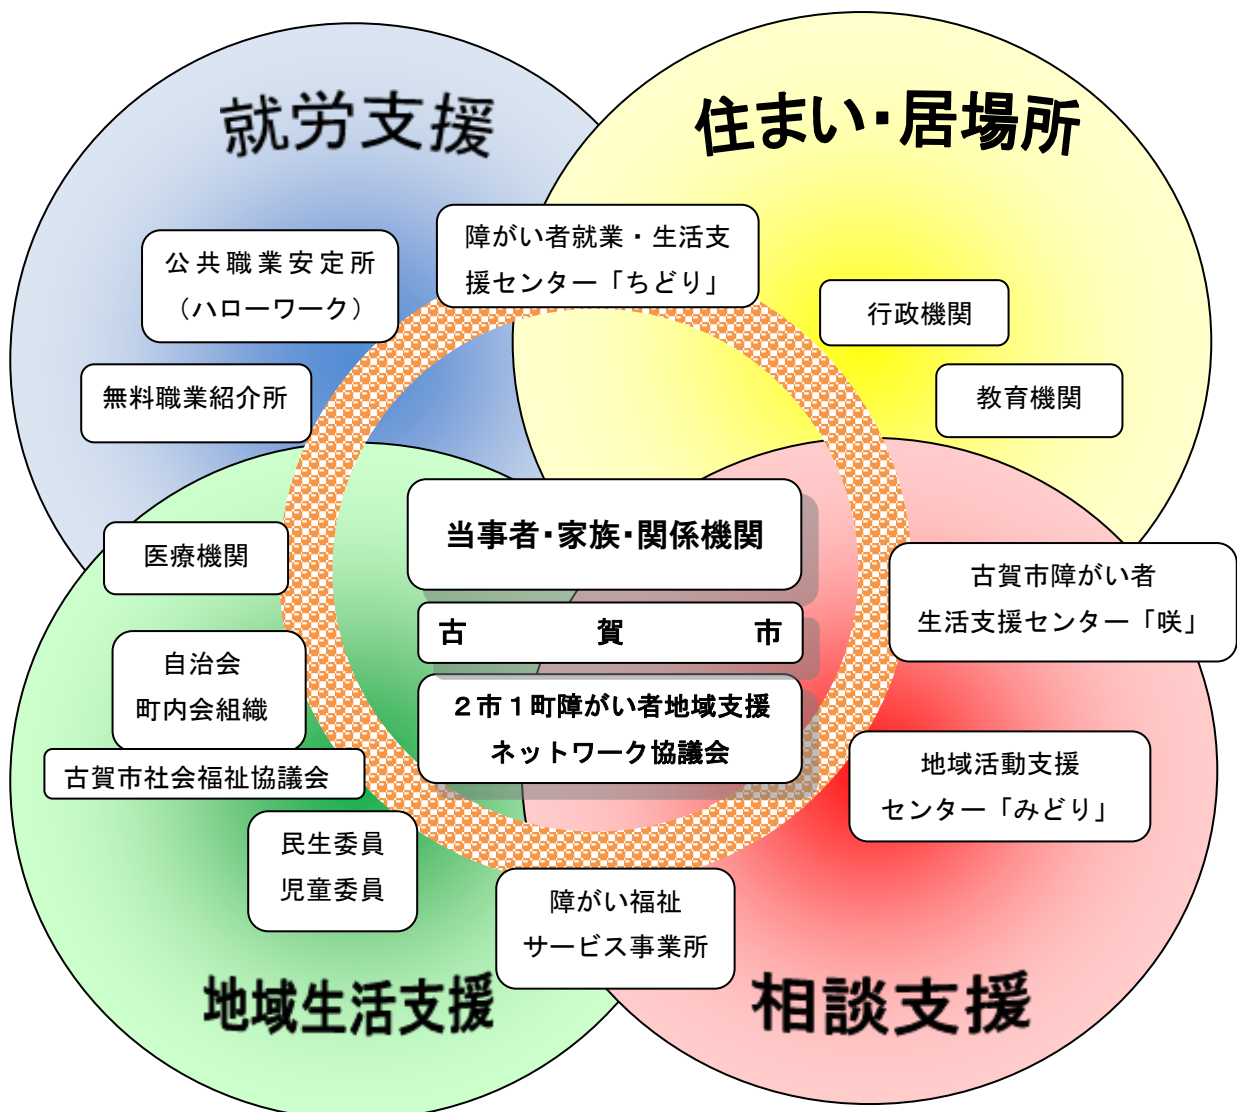 就労支援
住まい・居場所
障がい者就業・生活支
援センター「ちどり」
公共職業安定所
（ハローワーク）
行政機関
無料職業紹介所
教育機関
当事者・家族・関係機関
医療機関
古賀市障がい者
生活支援センター「咲」
古賀市
自治会
町内会組織
２市１町障がい者地域支援
ネットワーク協議会
古賀市社会福祉協議会
地域活動支援
センター「みどり」
民生委員
児童委員
障がい福祉
サービス事業所
地域生活支援
相談支援